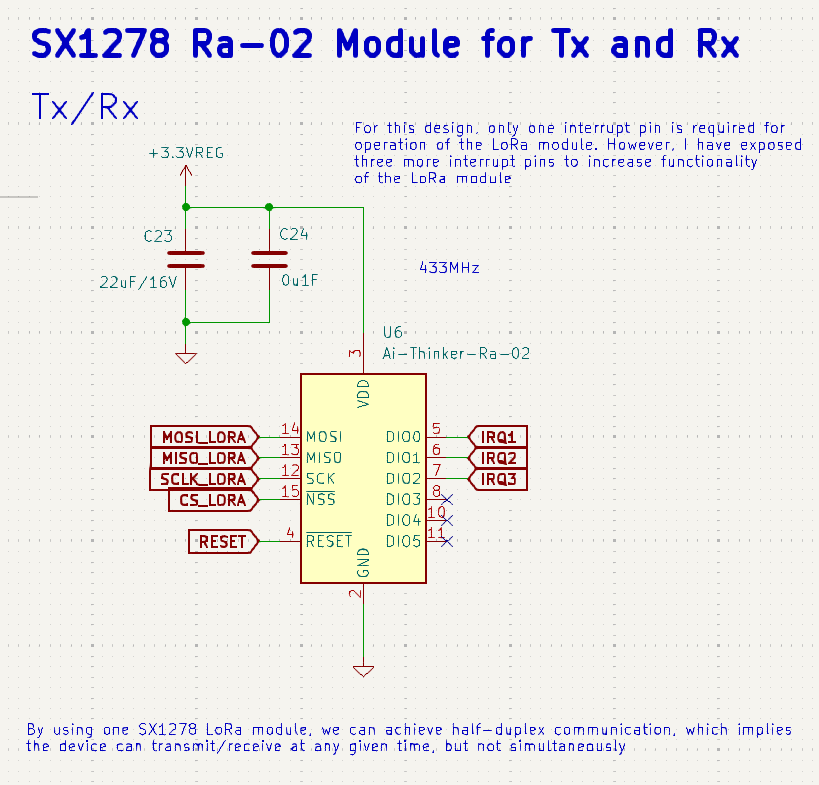 SX1278 Ra-02 Module for Tx and Rx
Tx/Rx
For this design, only one interrupt pin is required for
operation of the LoRa module. However, I have exposed
three more interrupt pins to increase functionality
of the LoRa module
+3.3VREG
C23
22uF/16V
C24
0u1F
433MHz
U6
Ai-Thinker-Ra-02
3
VDD
MOSI_LORA 14 MOSI
MISO_LORA 13 MISO
SCLK_LORA 12 SCK
CS_LORA 15 NSS
RESET 4 RESET
DIO0 5 IRQ1
DIO1 6 IRQ2
DIO2 7 IRQ3
DIO3 8
DIO4 10
DIO5 11
GND
2
By using one SX1278 LoRa module, we can achieve half-duplex communication, which implies
the device can transmit/receive at any given time, but not simultaneously